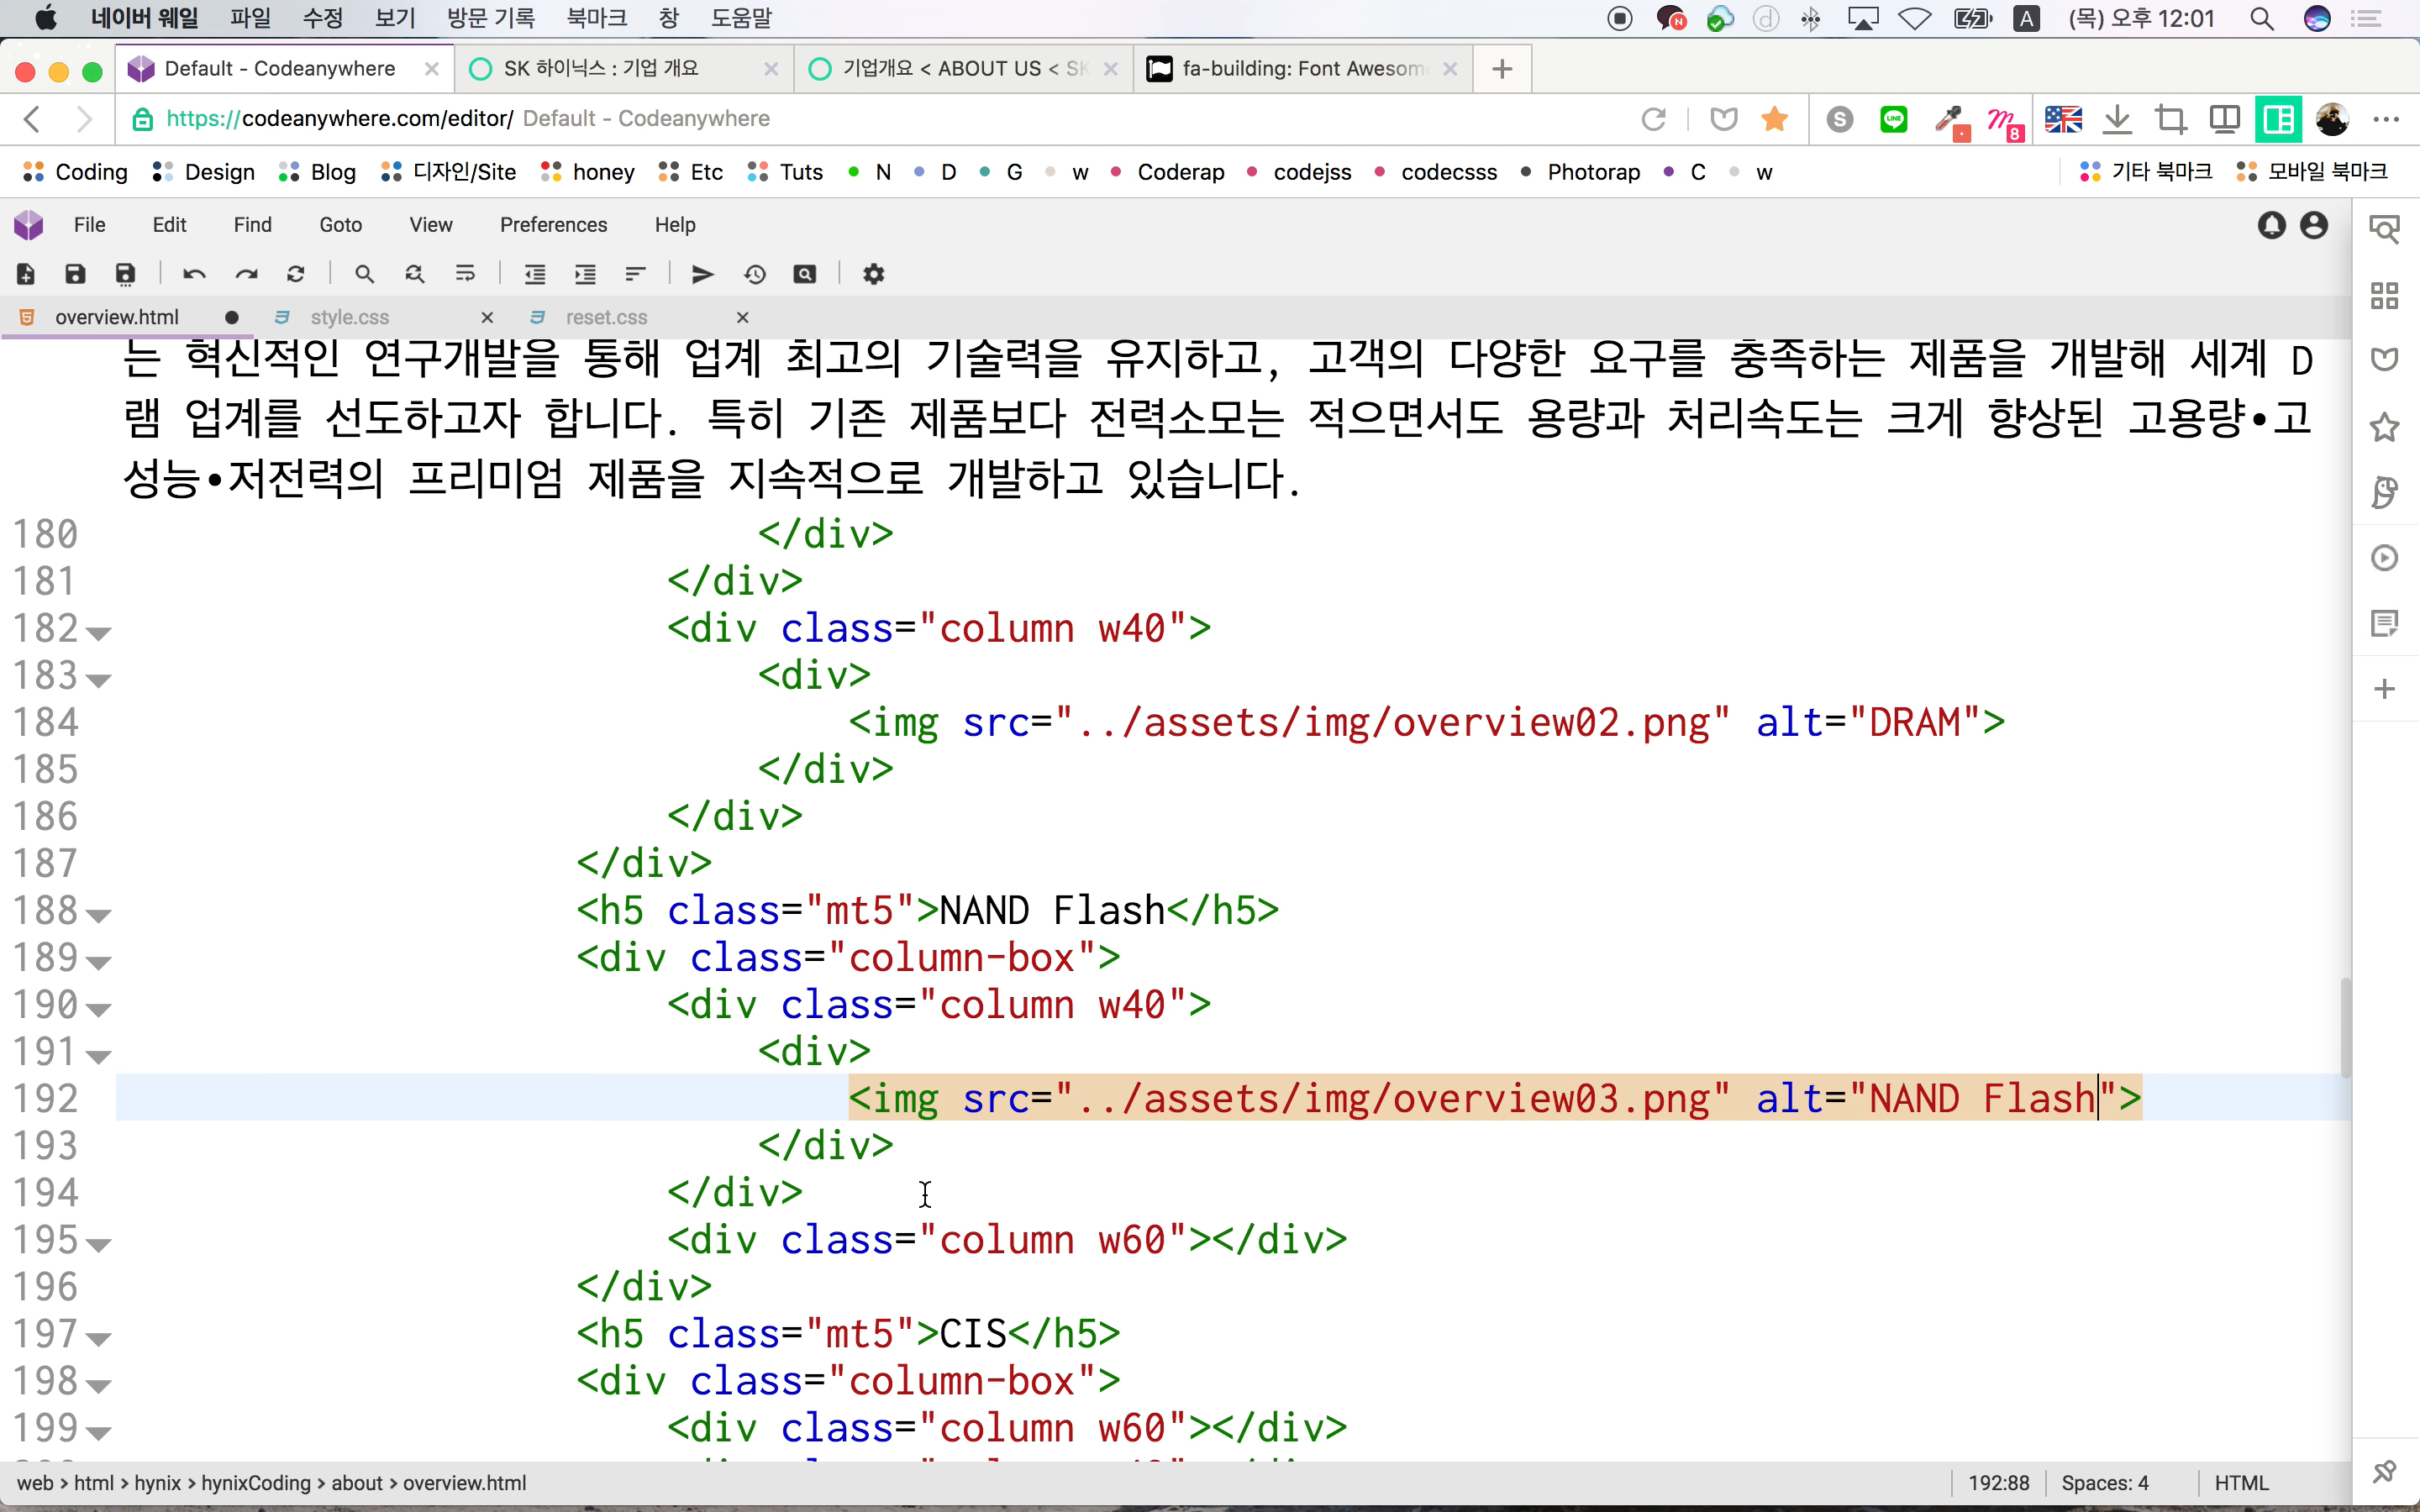 네이버 웨일 파일 수정 보기 방문 기록 북마크 창 도움말 A (목) 오후 12:01
Default - Codeanywhere SK 하이닉스 : 기업 개요 기업개요 < ABOUT US < SK fa-building: Font Awesom
https://codeanywhere.com/editor/ Default - Codeanywhere
Coding Design Blog 디자인/Site honey Etc Tuts N D G w Coderap codejss codecsss Photorap C w 기타 북마크 모바일 북마크
File Edit Find Goto View Preferences Help
overview.html style.css reset.css
는 혁신적인 연구개발을 통해 업계 최고의 기술력을 유지하고, 고객의 다양한 요구를 충족하는 제품을 개발해 세계 D
램 업계를 선도하고자 합니다. 특히 기존 제품보다 전력소모는 적으면서도 용량과 처리속도는 크게 향상된 고용량•고
성능•저전력의 프리미엄 제품을 지속적으로 개발하고 있습니다.
180 </div>
181 </div>
182 <div class="column w40">
183 <div>
184 <img src="../assets/img/overview02.png" alt="DRAM">
185 </div>
186 </div>
187 </div>
188 <h5 class="mt5">NAND Flash</h5>
189 <div class="column-box">
190 <div class="column w40">
191 <div>
192 <img src="../assets/img/overview03.png" alt="NAND Flash">
193 </div>
194 </div>
195 <div class="column w60"></div>
196 </div>
197 <h5 class="mt5">CIS</h5>
198 <div class="column-box">
199 <div class="column w60"></div>
web > html > hynix > hynixCoding > about > overview.html 192:88 Spaces: 4 HTML